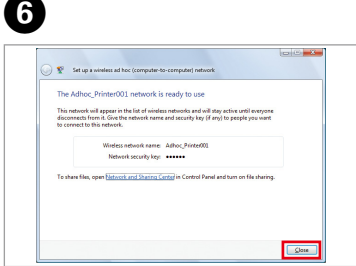 6
Set up a wireless ad hoc (computer-to-computer) network
The Adhoc_Printer001 network is ready to use
This network will appear in the list of wireless networks and will stay active until everyone
disconnects from it. Give the network name and security key (if any) to people you want
to connect to this network.
Wireless network name: Adhoc_Printer001
Network security key: ••••••
To share files, open Network and Sharing Center in Control Panel and turn on file sharing.
Close